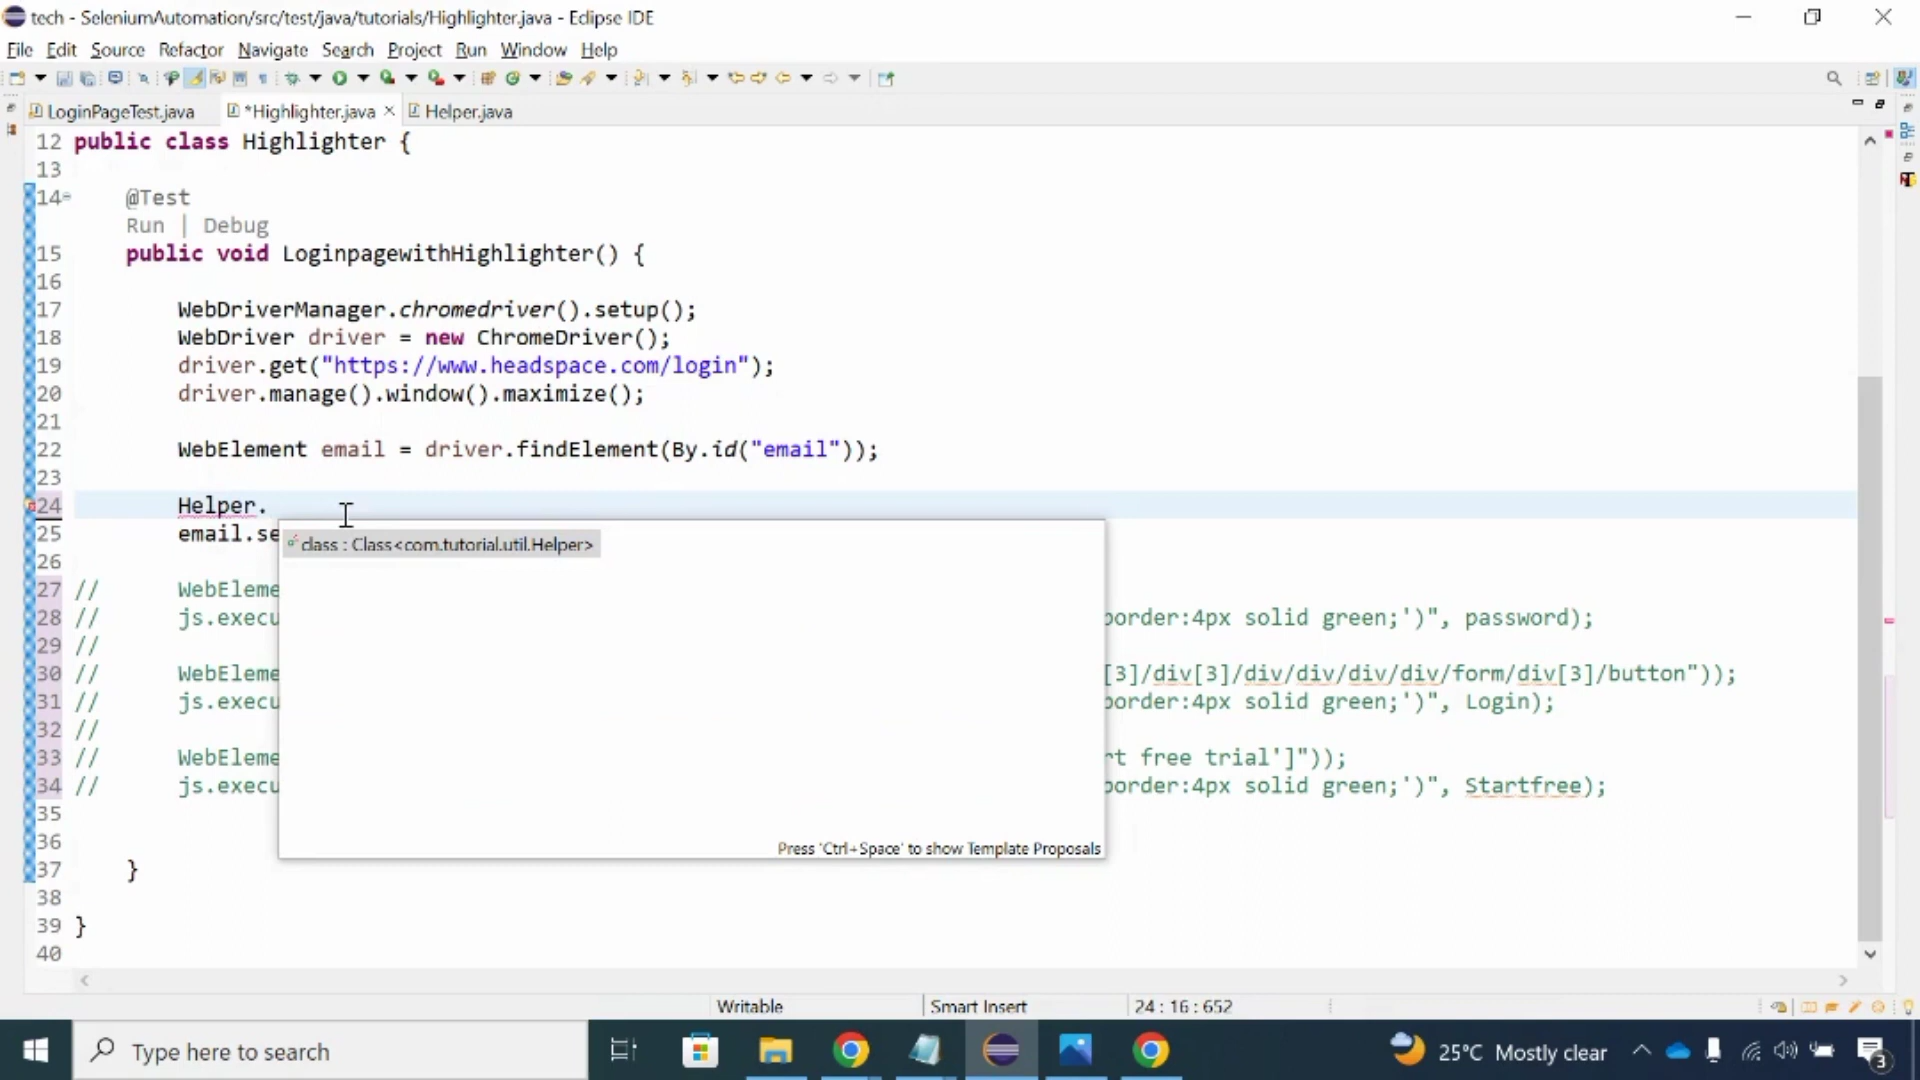 tech - SeleniumAutomation/src/test/java/tutorials/Highlighter.java - Eclipse IDE
File Edit Source Refactor Navigate Search Project Run Window Help
LoginPageTest.java *Highlighter.java Helper.java
12 public class Highlighter {
13
14 @Test
Run | Debug
15 public void LoginpagewithHighlighter() {
16
17 WebDriverManager.chromedriver().setup();
18 WebDriver driver = new ChromeDriver();
19 driver.get("https://www.headspace.com/login");
20 driver.manage().window().maximize();
21
22 WebElement email = driver.findElement(By.id("email"));
23
24 Helper.
25 email.se
class : Class<com.tutorial.util.Helper>
26
27 // WebEleme
28 // js.execu border:4px solid green;')", password);
29 //
30 // WebEleme [3]/div[3]/div/div/div/div/form/div[3]/button"));
31 // js.execu border:4px solid green;')", Login);
32 //
33 // WebEleme rt free trial']"));
34 // js.execu border:4px solid green;')", Startfree);
35
36
Press 'Ctrl+Space' to show Template Proposals
37 }
38
39 }
40
Writable Smart Insert 24 : 16 : 652
Type here to search 25°C Mostly clear 3